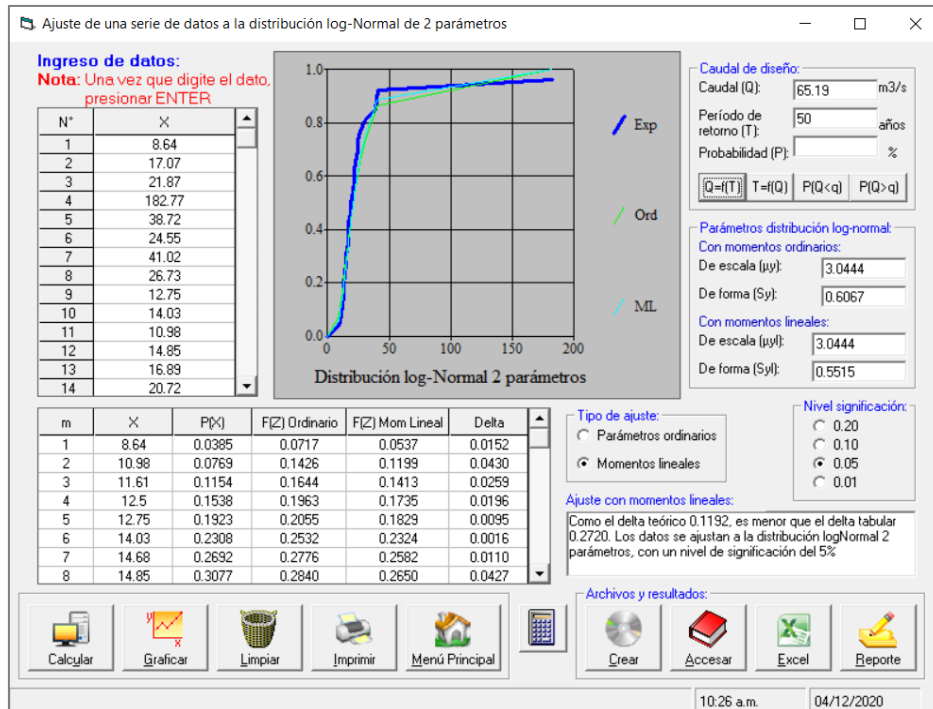 Ajuste de una serie de datos a la distribución log-Normal de 2 parámetros
Ingreso de datos:
Nota: Una vez que digite el dato,
presionar ENTER
N° X
1 8.64
2 17.07
3 21.87
4 182.77
5 38.72
6 24.55
7 41.02
8 26.73
9 12.75
10 14.03
11 10.98
12 14.85
13 16.89
14 20.72
1.0
0.8
0.6
0.4
0.2
0.0
0 50 100 150 200
Exp
Ord
ML
Distribución log-Normal 2 parámetros
Caudal de diseño:
Caudal (Q): 65.19 m3/s
Período de
retorno (T): 50 años
Probabilidad (P): %
Q=f(T) T=f(Q) P(Q<q) P(Q>q)
Parámetros distribución log-normal:
Con momentos ordinarios:
De escala (µy): 3.0444
De forma (Sy): 0.6067
Con momentos lineales:
De escala (µyl): 3.0444
De forma (Syl): 0.5515
m X P(X) F(Z) Ordinario F(Z) Mom Lineal Delta
1 8.64 0.0385 0.0717 0.0537 0.0152
2 10.98 0.0769 0.1426 0.1199 0.0430
3 11.61 0.1154 0.1644 0.1413 0.0259
4 12.5 0.1538 0.1963 0.1735 0.0196
5 12.75 0.1923 0.2055 0.1829 0.0095
6 14.03 0.2308 0.2532 0.2324 0.0016
7 14.68 0.2692 0.2776 0.2582 0.0110
8 14.85 0.3077 0.2840 0.2650 0.0427
Tipo de ajuste:
Parámetros ordinarios
Momentos lineales
Nivel significación:
0.20
0.10
0.05
0.01
Ajuste con momentos lineales:
Como el delta teórico 0.1192, es menor que el delta tabular
0.2720. Los datos se ajustan a la distribución logNormal 2
parámetros, con un nivel de significación del 5%
y
x
Calcular Graficar Limpiar Imprimir Menú Principal
Archivos y resultados:
Crear Accesar Excel Reporte
10:26 a.m. 04/12/2020